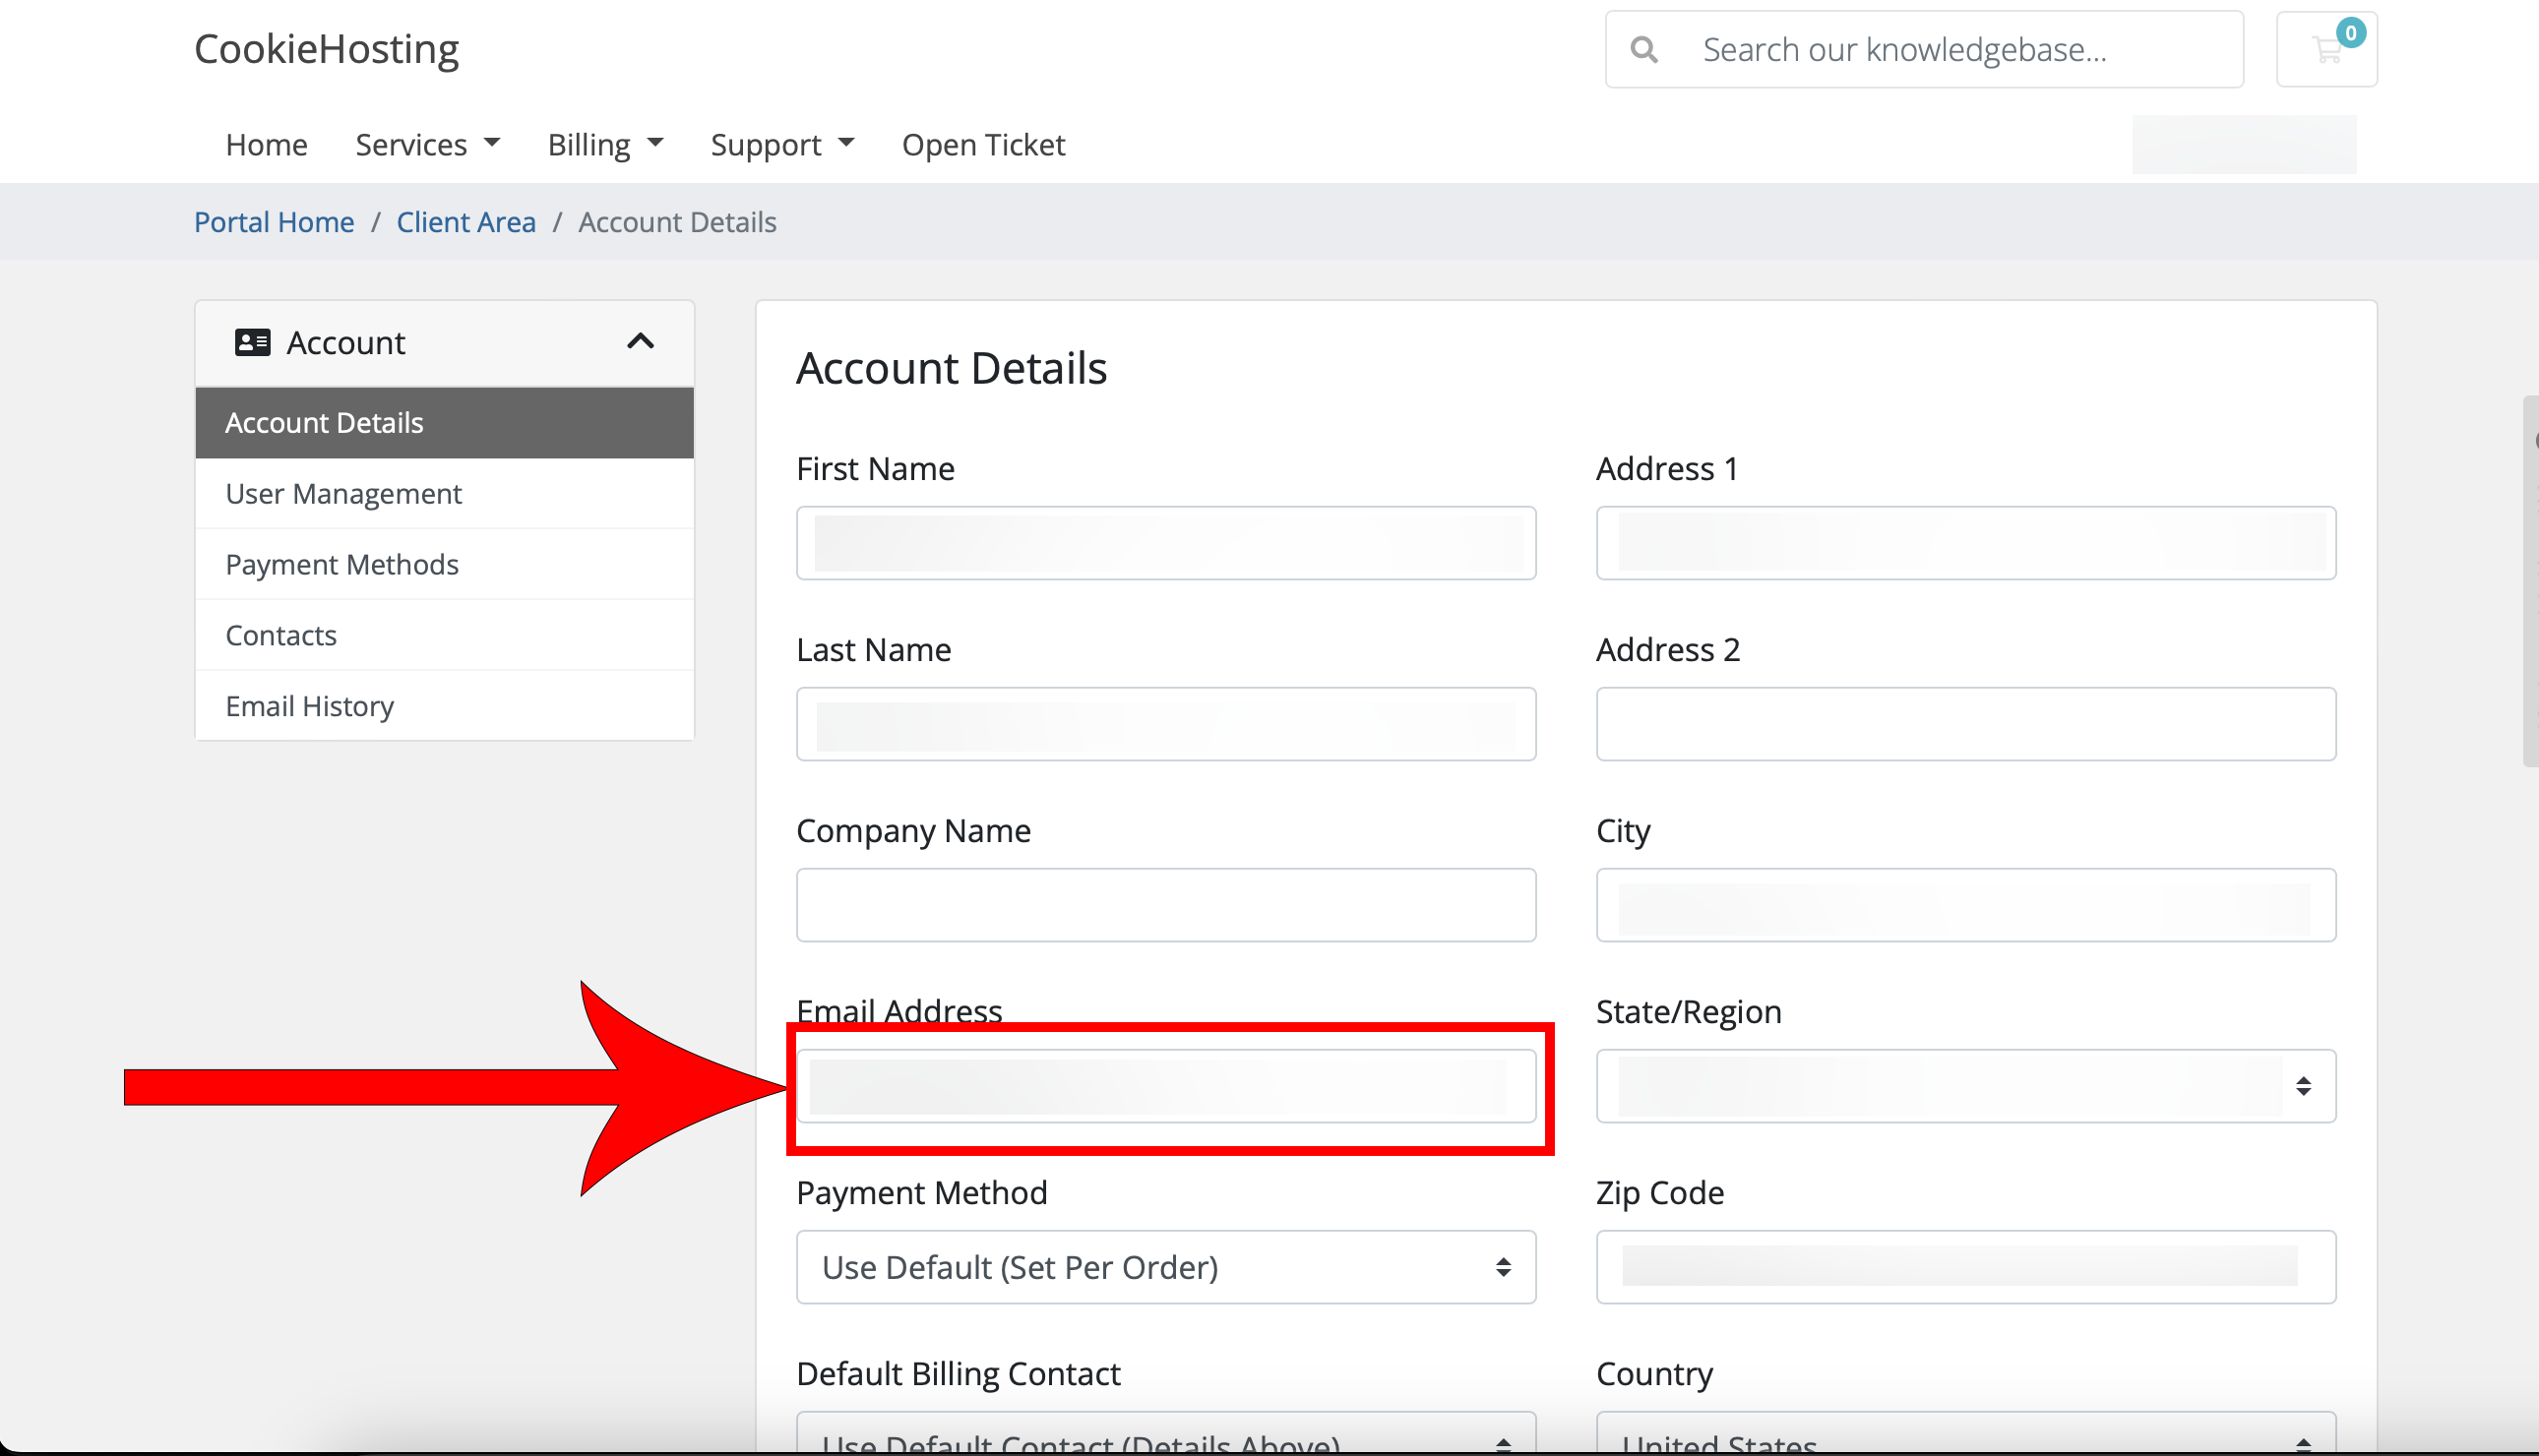 CookieHosting
Search our knowledgebase...
0
Home Services Billing Support Open Ticket
Portal Home / Client Area / Account Details
Account
Account Details
User Management
Payment Methods
Contacts
Email History
Account Details
First Name
Address 1
Last Name
Address 2
Company Name
City
Email Address
State/Region
Payment Method
Use Default (Set Per Order)
Zip Code
Default Billing Contact
Use Default Contact (Details Above)
Country
United States